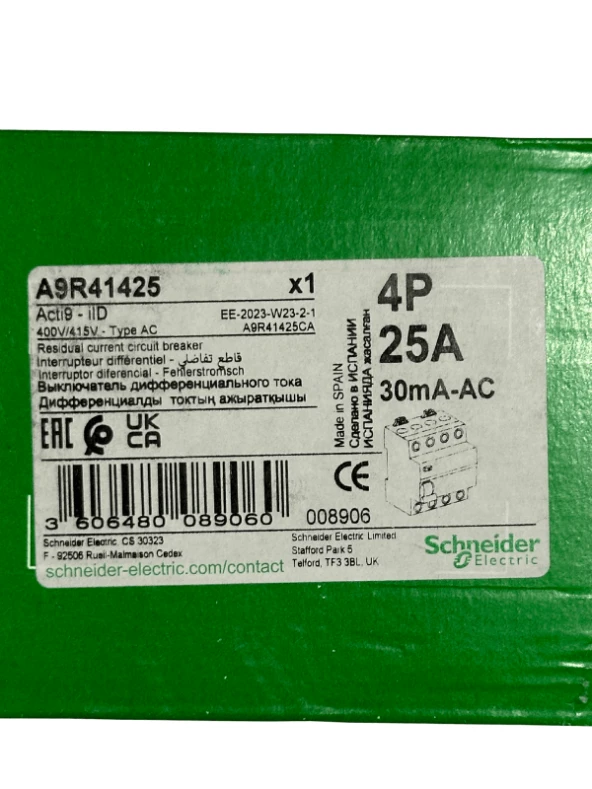 A9R41425 x1
Acti9 - iID EE-2023-W23-2-1
400V/415V - Type AC A9R41425CA
Residual current circuit breaker
Interrupteur différentiel - قاطع تفاضلي
Interruptor diferencial - Fehlerstromsch
Выключатель дифференциального тока
Дифференциалды токтың ажыратқышы
EAC UK CA
Made in SPAIN
Сделано в ИСПАНИИ
ИСПАНИЯДА жасалған
4P
25A
30mA-AC
CE
3 606480 089060 008906
Schneider Electric CS 30323
F - 92506 Rueil-Malmaison Cedex
schneider-electric.com/contact
Schneider Electric Limited
Stafford Park 5
Telford, TF3 3BL, UK
Schneider
Electric